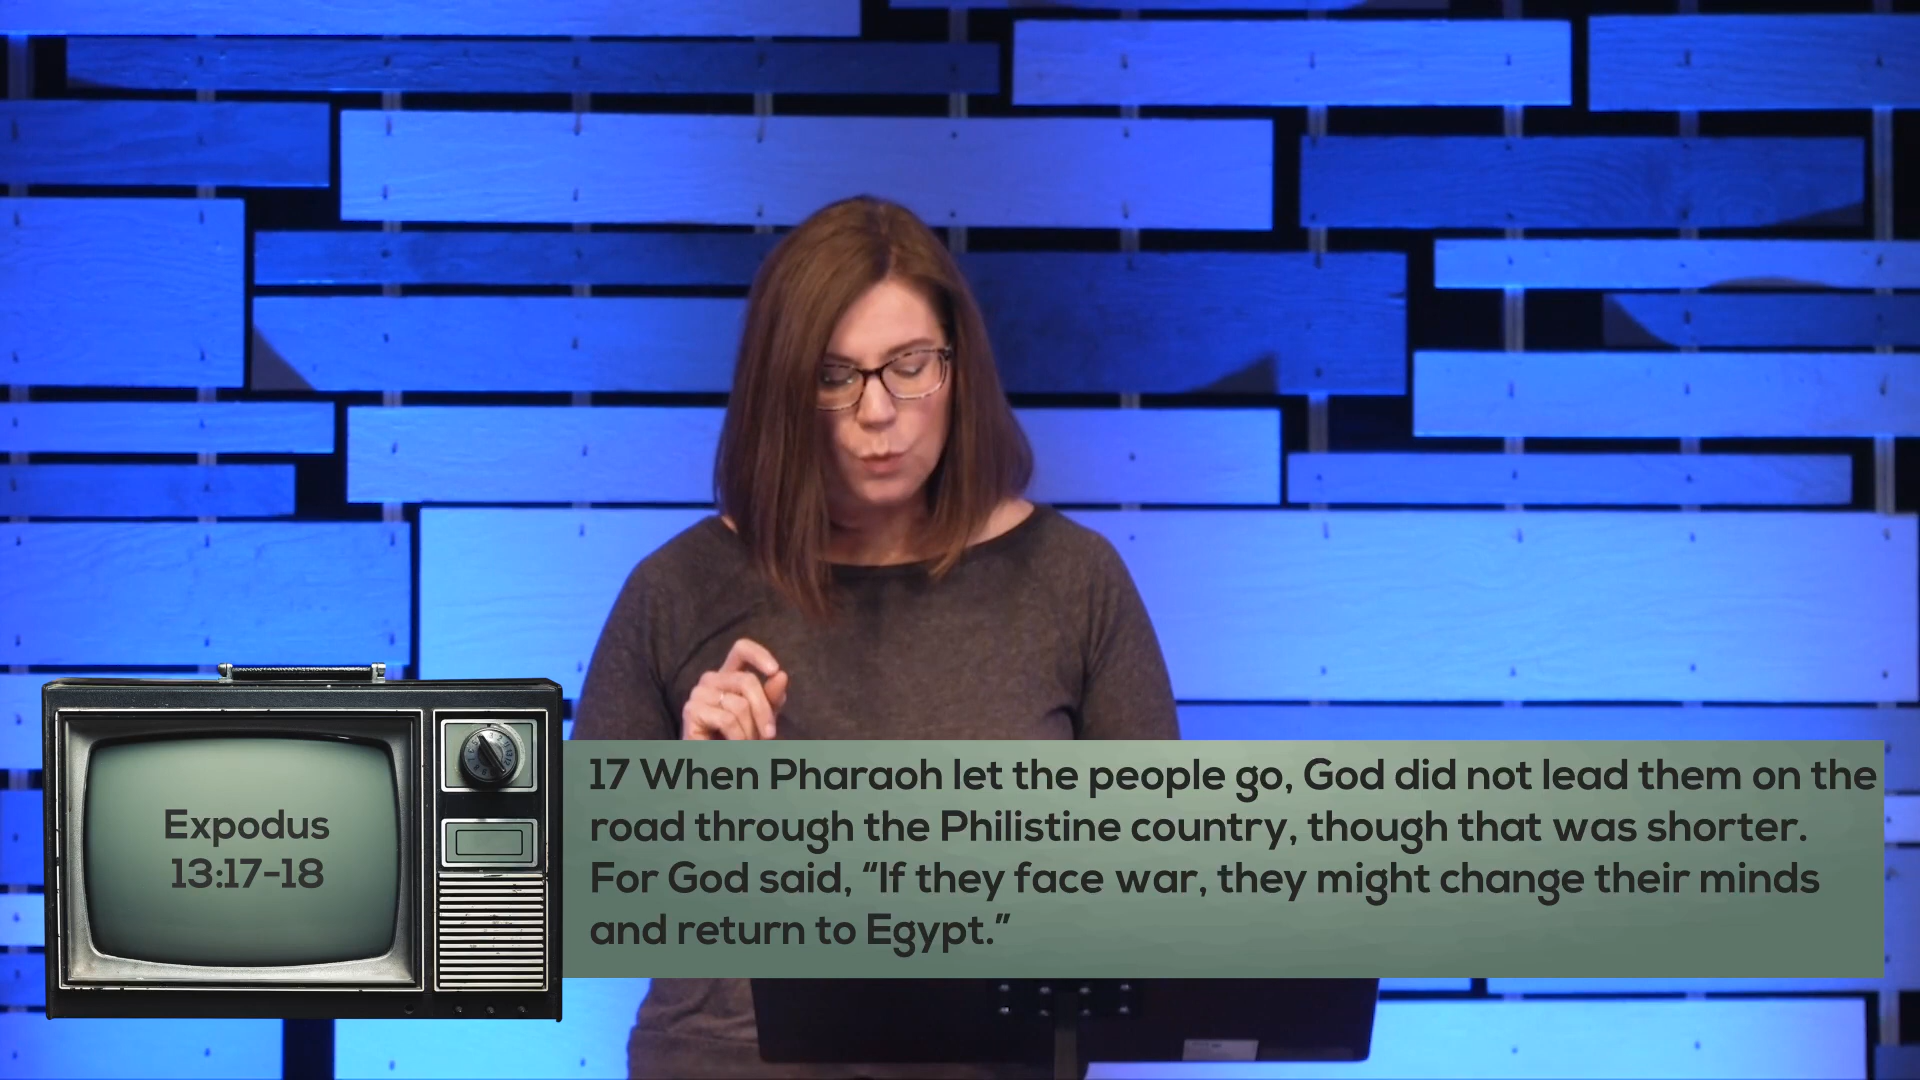 Expodus
13:17-18
17 When Pharaoh let the people go, God did not lead them on the
road through the Philistine country, though that was shorter.
For God said, “If they face war, they might change their minds
and return to Egypt.”